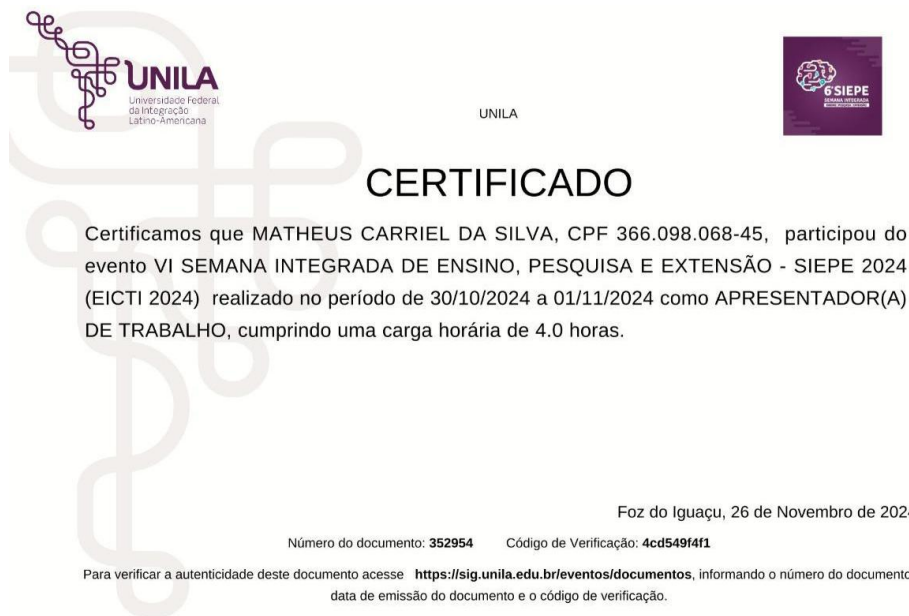 UNILA
Universidade Federal
da Integração
Latino-Americana
6ªSIEPE
SEMANA INTEGRADA
UNILA
CERTIFICADO
Certificamos que MATHEUS CARRIEL DA SILVA, CPF 366.098.068-45, participou do
evento VI SEMANA INTEGRADA DE ENSINO, PESQUISA E EXTENSÃO - SIEPE 2024
(EICTI 2024) realizado no período de 30/10/2024 a 01/11/2024 como APRESENTADOR(A)
DE TRABALHO, cumprindo uma carga horária de 4.0 horas.
Foz do Iguaçu, 26 de Novembro de 202
Número do documento: 352954 Código de Verificação: 4cd549f4f1
Para verificar a autenticidade deste documento acesse https://sig.unila.edu.br/eventos/documentos, informando o número do documento
data de emissão do documento e o código de verificação.